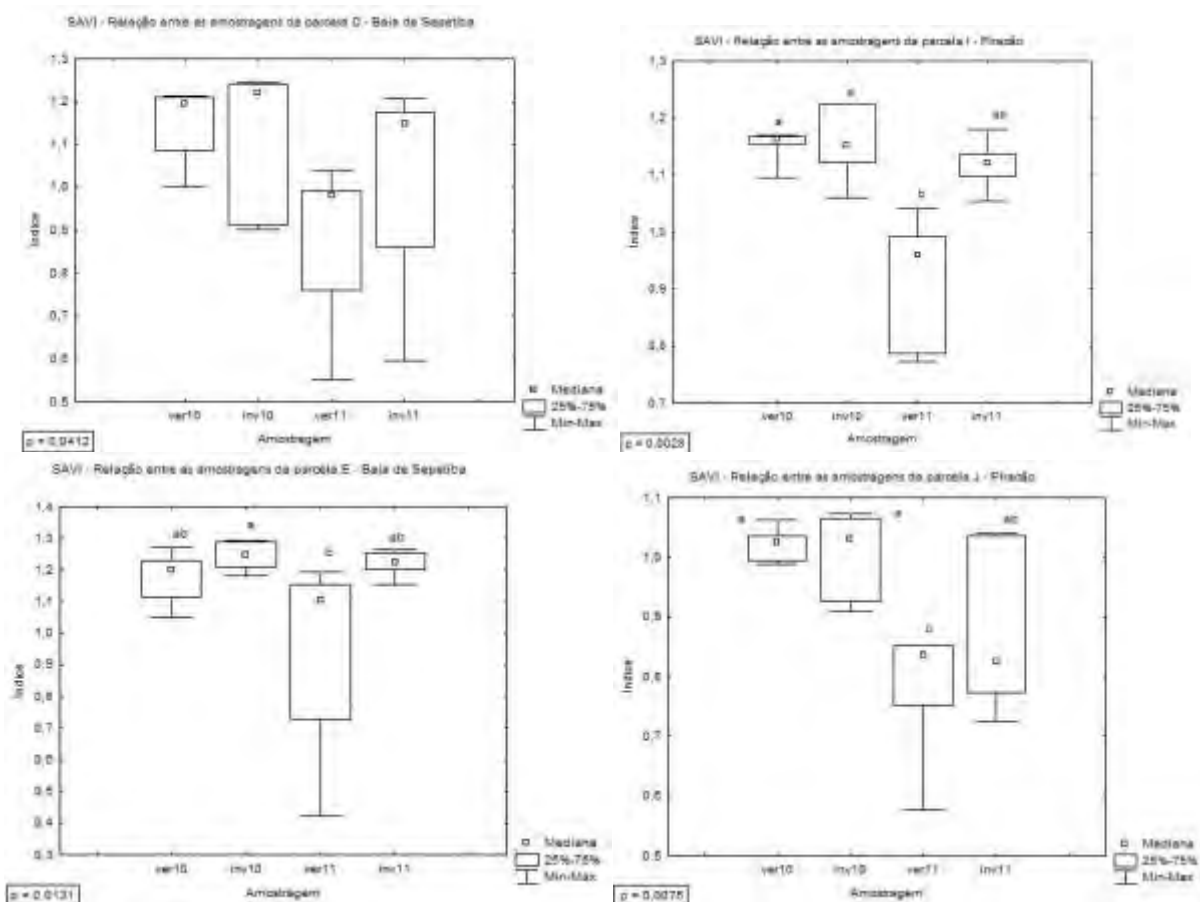 SAVI - Relação entre as amostragens da parcela D - Baia de Sepetiba
1,3
1,2
1,1
1,0
0,9
0,8
0,7
0,6
0,5
Índice
ver10 inv10 ver11 inv11
Amostragem
Mediana
25%-75%
Min-Max
p = 0,0412
SAVI - Relação entre as amostragens da parcela I - Piracão
1,3
1,2
1,1
1,0
0,9
0,8
0,7
Índice
a
a
ab
ver10 inv10 ver11 inv11
Amostragem
Mediana
25%-75%
Min-Max
p = 0,0028
SAVI - Relação entre as amostragens da parcela E - Baia de Sepetiba
1,4
1,3
1,2
1,1
1,0
0,9
0,8
0,7
0,6
0,5
0,4
0,3
Índice
ab
a
c
ab
ver10 inv10 ver11 inv11
Amostragem
Mediana
25%-75%
Min-Max
p = 0,0131
SAVI - Relação entre as amostragens da parcela J - Piracão
1,1
1,0
0,9
0,8
0,7
0,6
0,5
Índice
a
a
ab
ver10 inv10 ver11 inv11
Amostragem
Mediana
25%-75%
Min-Max
p = 0,0076